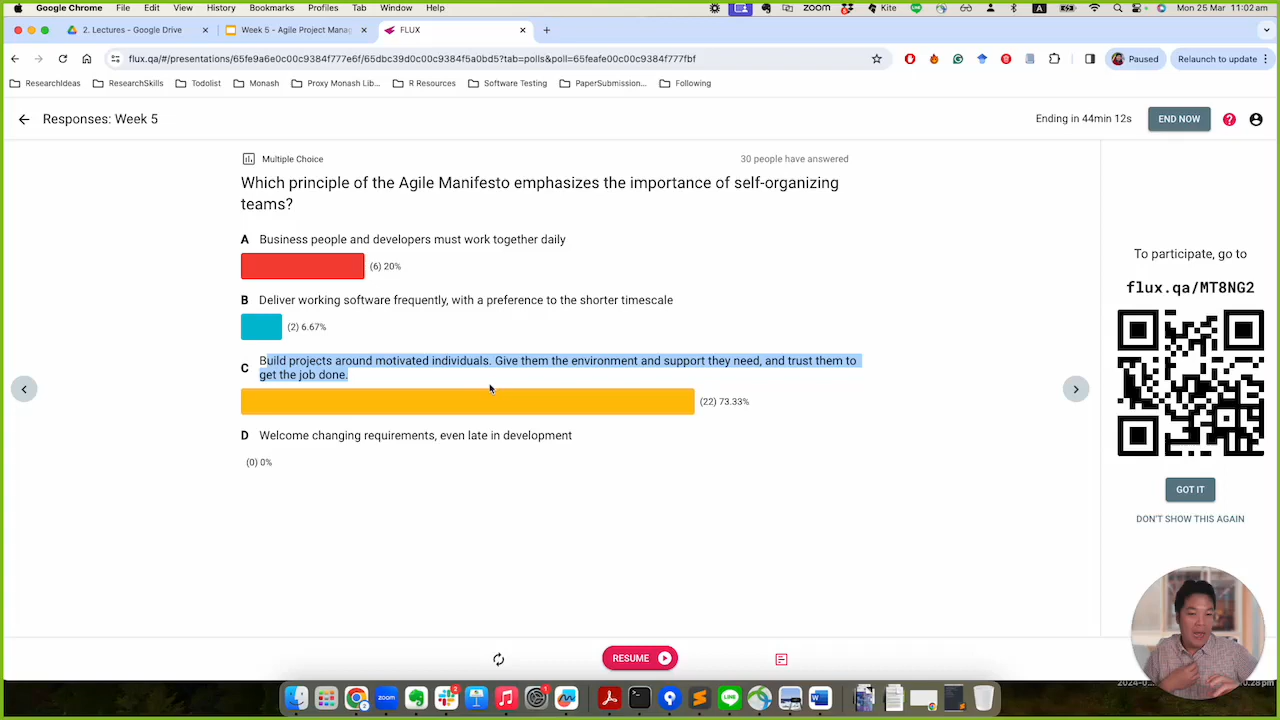 Google Chrome File Edit View History Bookmarks Profiles Tab Window Help zoom Kite A Mon 25 Mar 11:02 am
2. Lectures - Google Drive Week 5 - Agile Project Manag FLUX
flux.qa/#/presentations/65fe9a6e0c00c9384f777e6f/65dbc39d0c00c9384f5a0bd5?tab=polls&poll=65feafe00c00c9384f777fbf Paused Relaunch to update
ResearchIdeas ResearchSkills Todolist Monash Proxy Monash Lib... R Resources Software Testing PaperSubmission... Following
Responses: Week 5 Ending in 44min 12s END NOW
Multiple Choice 30 people have answered
Which principle of the Agile Manifesto emphasizes the importance of self-organizing
teams?
A Business people and developers must work together daily
(6) 20%
B Deliver working software frequently, with a preference to the shorter timescale
(2) 6.67%
C Build projects around motivated individuals. Give them the environment and support they need, and trust them to
get the job done.
(22) 73.33%
D Welcome changing requirements, even late in development
(0) 0%
To participate, go to
flux.qa/MT8NG2
GOT IT
DON'T SHOW THIS AGAIN
RESUME
zoom